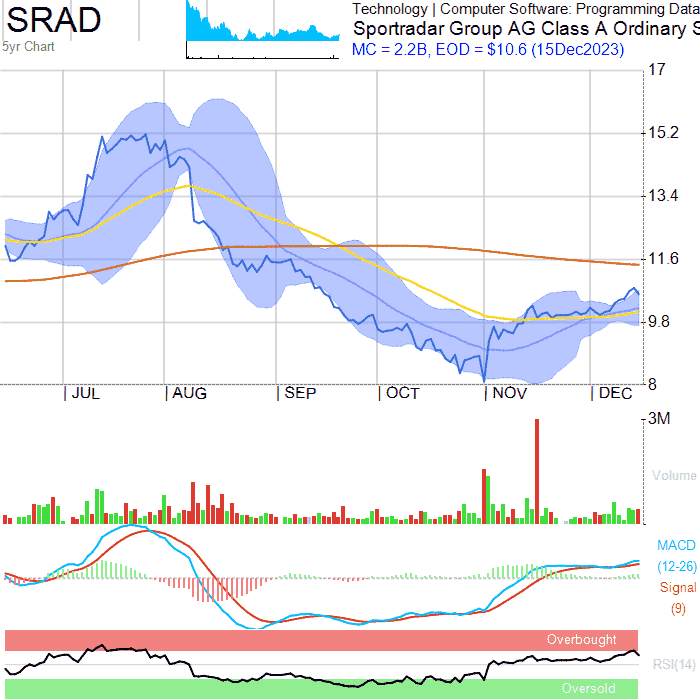 SRAD
5yr Chart
Technology | Computer Software: Programming Data
Sportradar Group AG Class A Ordinary S
MC = 2.2B, EOD = $10.6 (15Dec2023)
17
15.2
13.4
11.6
9.8
8
JUL
AUG
SEP
OCT
NOV
DEC
3M
Volume
MACD
(12-26)
Signal
(9)
Overbought
RSI(14)
Oversold